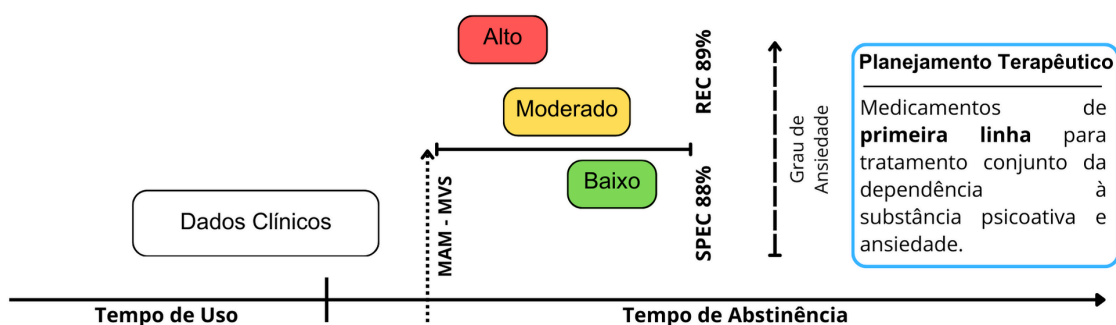 Alto
Moderado
Baixo
Dados Clínicos
MAM - MVS
REC 89%
SPEC 88%
Grau de
Ansiedade
Planejamento Terapêutico
Medicamentos de
primeira linha para
tratamento conjunto da
dependência à
substância psicoativa e
ansiedade.
Tempo de Uso
Tempo de Abstinência